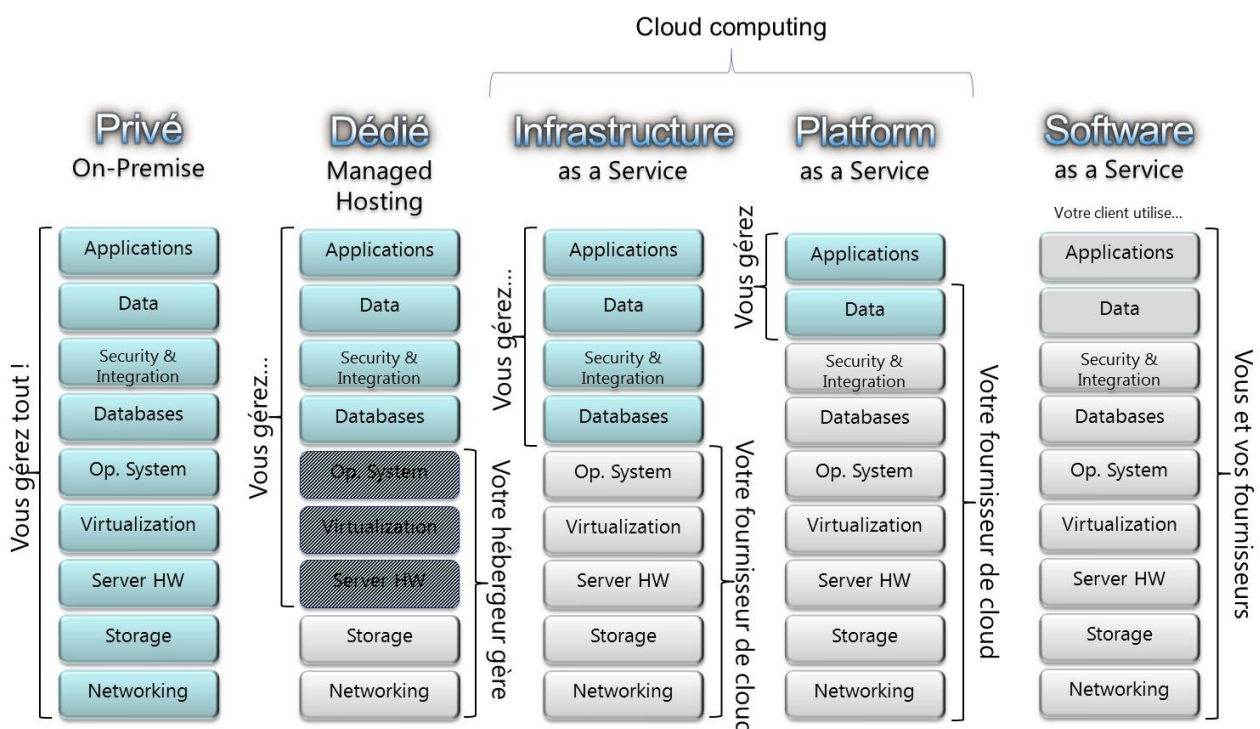 Cloud computing
Privé
On-Premise
Vous gérez tout !
Applications
Data
Security &
Integration
Databases
Op. System
Virtualization
Server HW
Storage
Networking
Dédié
Managed
Hosting
Vous gérez...
Applications
Data
Security &
Integration
Databases
Op. System
Virtualization
Server HW
Storage
Networking
Votre hébergeur gère
Infrastructure
as a Service
Vous gérez...
Applications
Data
Security &
Integration
Databases
Op. System
Virtualization
Server HW
Storage
Networking
Votre fournisseur de cloud
Platform
as a Service
Vous gérez
Applications
Data
Security &
Integration
Databases
Op. System
Virtualization
Server HW
Storage
Networking
Votre fournisseur de cloud
Software
as a Service
Votre client utilise...
Applications
Data
Security &
Integration
Databases
Op. System
Virtualization
Server HW
Storage
Networking
Vous et vos fournisseurs